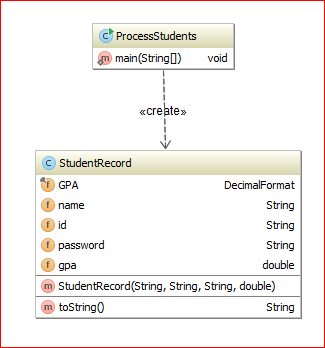 ProcessStudents
main(String[]) void
«create»
StudentRecord
GPA DecimalFormat
name String
id String
password String
gpa double
StudentRecord(String, String, String, double)
toString() String